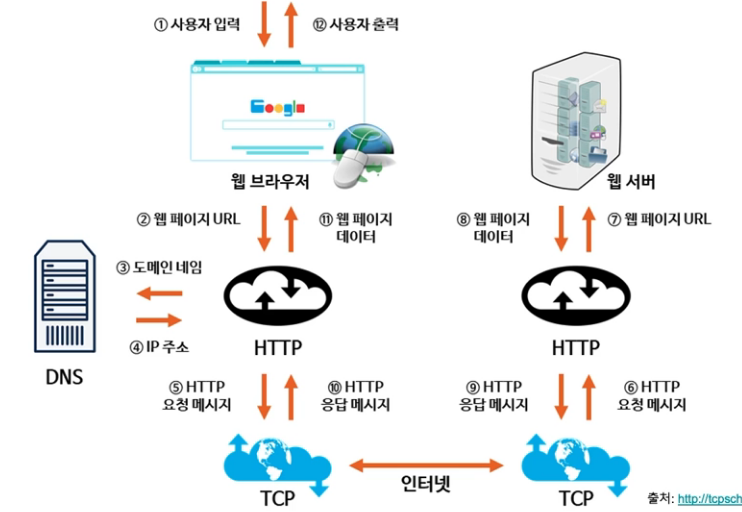 ① 사용자 입력
⑫ 사용자 출력
Google
웹 브라우저
웹 서버
② 웹 페이지 URL
⑪ 웹 페이지
데이터
⑧ 웹 페이지
데이터
⑦ 웹 페이지 URL
③ 도메인 네임
④ IP 주소
DNS
HTTP
HTTP
⑤ HTTP
요청 메시지
⑩ HTTP
응답 메시지
⑨ HTTP
응답 메시지
⑥ HTTP
요청 메시지
인터넷
TCP
TCP
출처: http://tcpsch